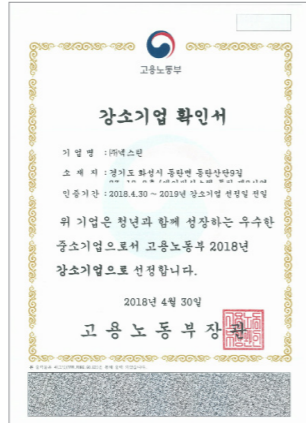 고용노동부
강소기업 확인서
기 업 명 : ㈜넥스틴
소 재 지 : 경기도 화성시 동탄면 동탄산단9길
인증기간 : 2018.4.30 ~ 2019년 강소기업 선정일 전일
위 기업은 청년과 함께 성장하는 우수한
중소기업으로서 고용노동부 2018년
강소기업으로 선정합니다.
2018년 4월 30일
고 용 노 동 부 장 관